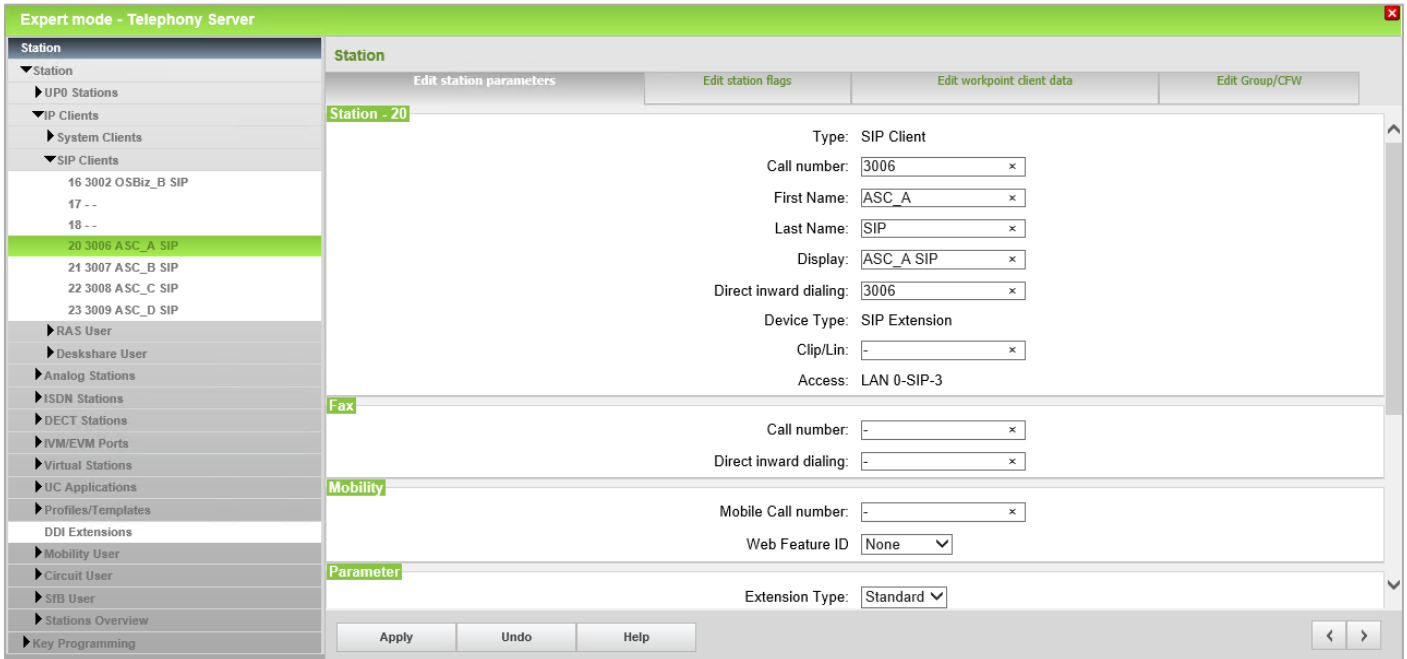 Expert mode - Telephony Server
Station
Station
UP0 Stations
IP Clients
System Clients
SIP Clients
16 3002 OSBiz_B SIP
17 - -
18 - -
20 3006 ASC_A SIP
21 3007 ASC_B SIP
22 3008 ASC_C SIP
23 3009 ASC_D SIP
RAS User
Deskshare User
Analog Stations
ISDN Stations
DECT Stations
IVM/EVM Ports
Virtual Stations
UC Applications
Profiles/Templates
DDI Extensions
Mobility User
Circuit User
SfB User
Stations Overview
Key Programming
Station
Edit station parameters Edit station flags Edit workpoint client data Edit Group/CFW
Station - 20
Type: SIP Client
Call number: 3006
First Name: ASC_A
Last Name: SIP
Display: ASC_A SIP
Direct inward dialing: 3006
Device Type: SIP Extension
Clip/Lin: -
Access: LAN 0-SIP-3
Fax
Call number: -
Direct inward dialing: -
Mobility
Mobile Call number: -
Web Feature ID None
Parameter
Extension Type: Standard
Apply Undo Help